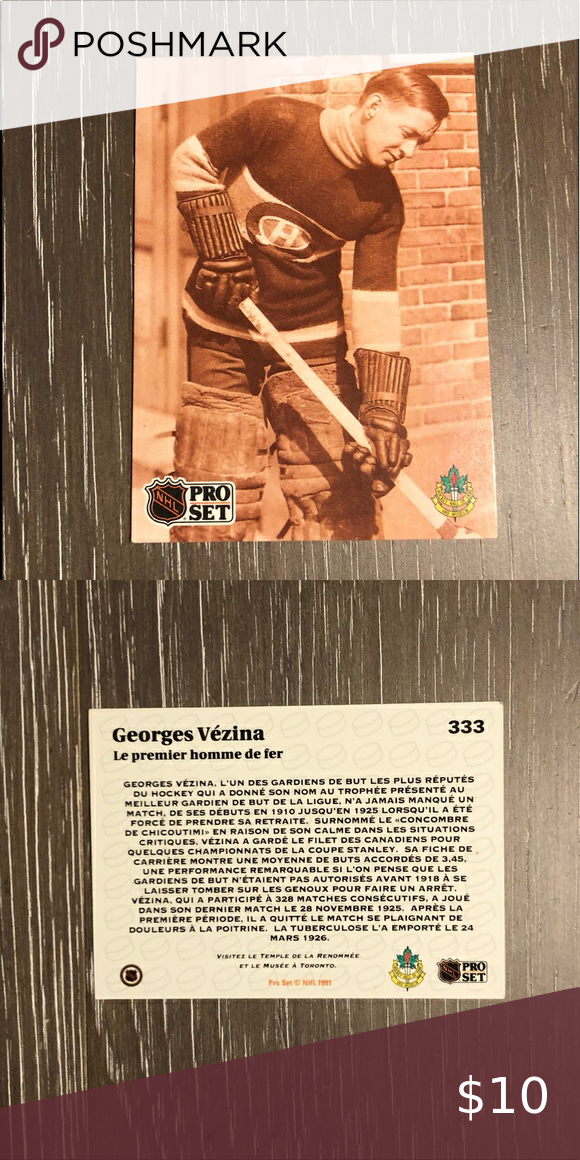 POSHMARK
H
NHL
PRO
SET
Georges Vézina
333
Le premier homme de fer
GEORGES VÉZINA, L'UN DES GARDIENS DE BUT LES PLUS RÉPUTÉS
DU HOCKEY QUI A DONNÉ SON NOM AU TROPHÉE PRÉSENTÉ AU
MEILLEUR GARDIEN DE BUT DE LA LIGUE, N'A JAMAIS MANQUÉ UN
MATCH, DE SES DÉBUTS EN 1910 JUSQU'EN 1925 LORSQU'IL A ÉTÉ
FORCÉ DE PRENDRE SA RETRAITE. SURNOMMÉ LE «CONCOMBRE
DE CHICOUTIMI» EN RAISON DE SON CALME DANS LES SITUATIONS
CRITIQUES, VÉZINA A GARDÉ LE FILET DES CANADIENS POUR
QUELQUES CHAMPIONNATS DE LA COUPE STANLEY. SA FICHE DE
CARRIÈRE MONTRE UNE MOYENNE DE BUTS ACCORDÉS DE 3,45,
UNE PERFORMANCE REMARQUABLE SI L'ON PENSE QUE LES
GARDIENS DE BUT N'ÉTAIENT PAS AUTORISÉS AVANT 1918 À SE
LAISSER TOMBER SUR LES GENOUX POUR FAIRE UN ARRÊT.
VÉZINA, QUI A PARTICIPÉ À 328 MATCHES CONSÉCUTIFS, A JOUÉ
DANS SON DERNIER MATCH LE 28 NOVEMBRE 1925. APRÈS LA
PREMIÈRE PÉRIODE, IL A QUITTÉ LE MATCH SE PLAIGNANT DE
DOULEURS À LA POITRINE. LA TUBERCULOSE L'A EMPORTÉ LE 24
MARS 1926.
VISITEZ LE TEMPLE DE LA RENOMMÉE
ET LE MUSÉE À TORONTO.
Pro Set © NHL 1991
NHL
PRO
SET
$10